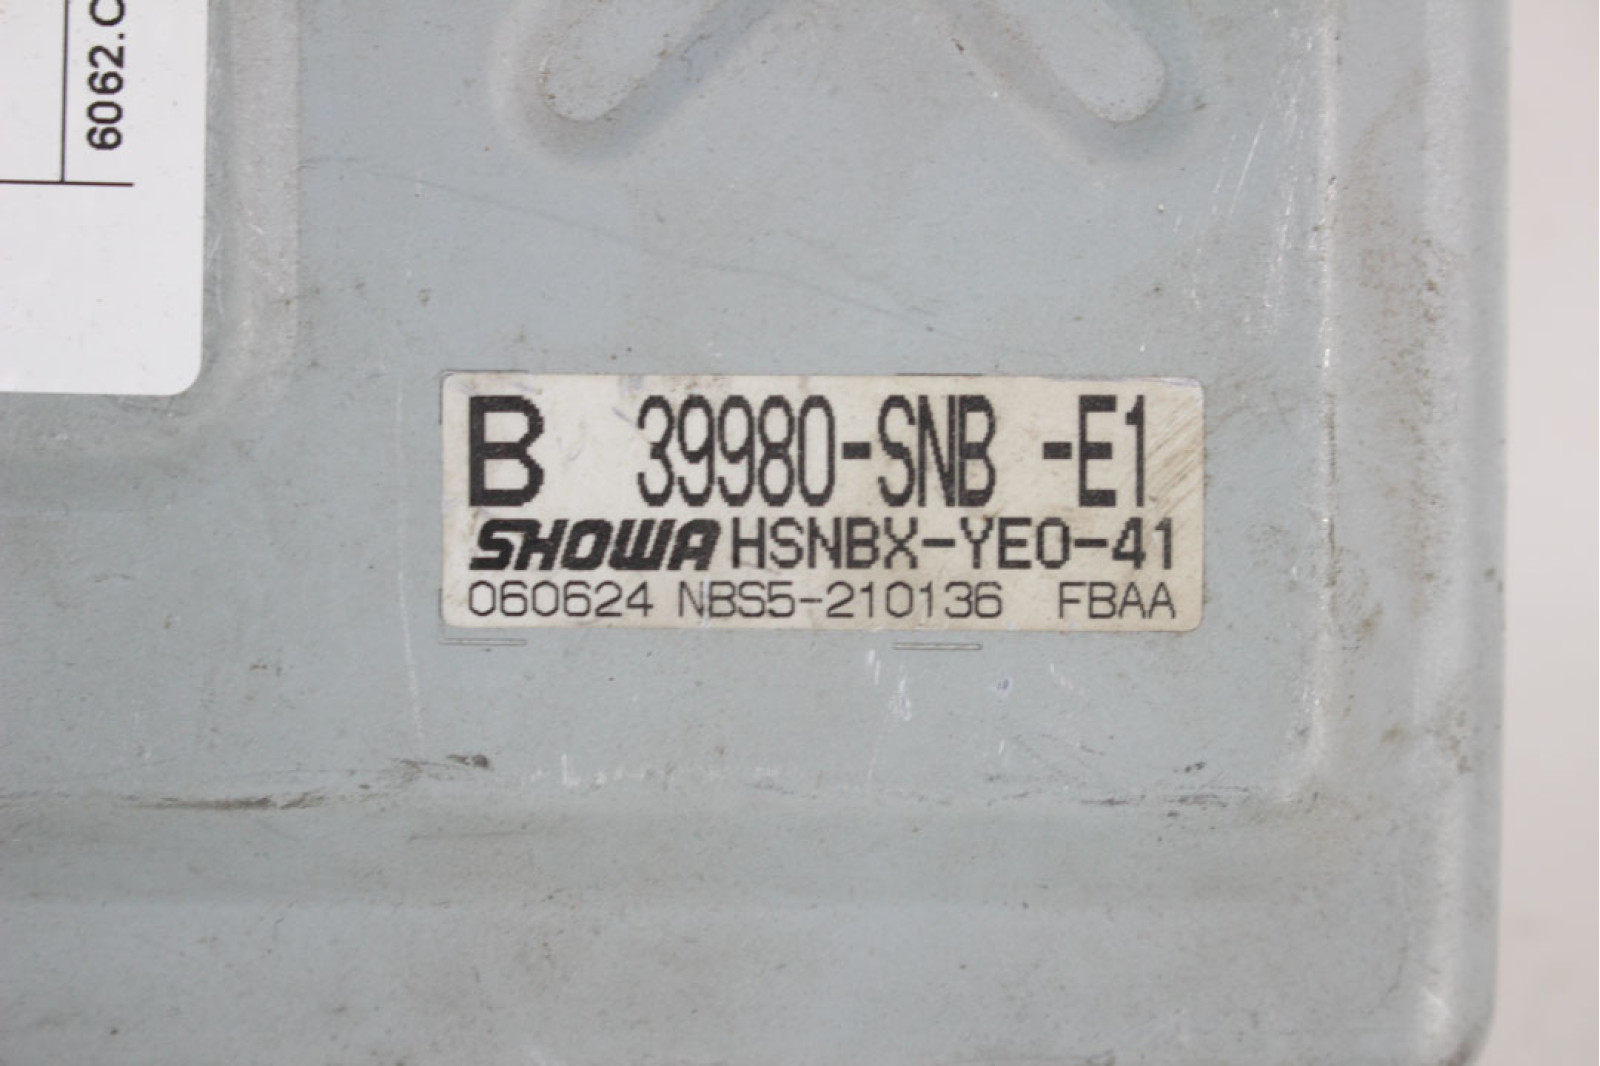 6062.C
B 39980-SNB -E1
SHOWA HSNBX-YE0-41
060624 NBS5-210136 FBAA